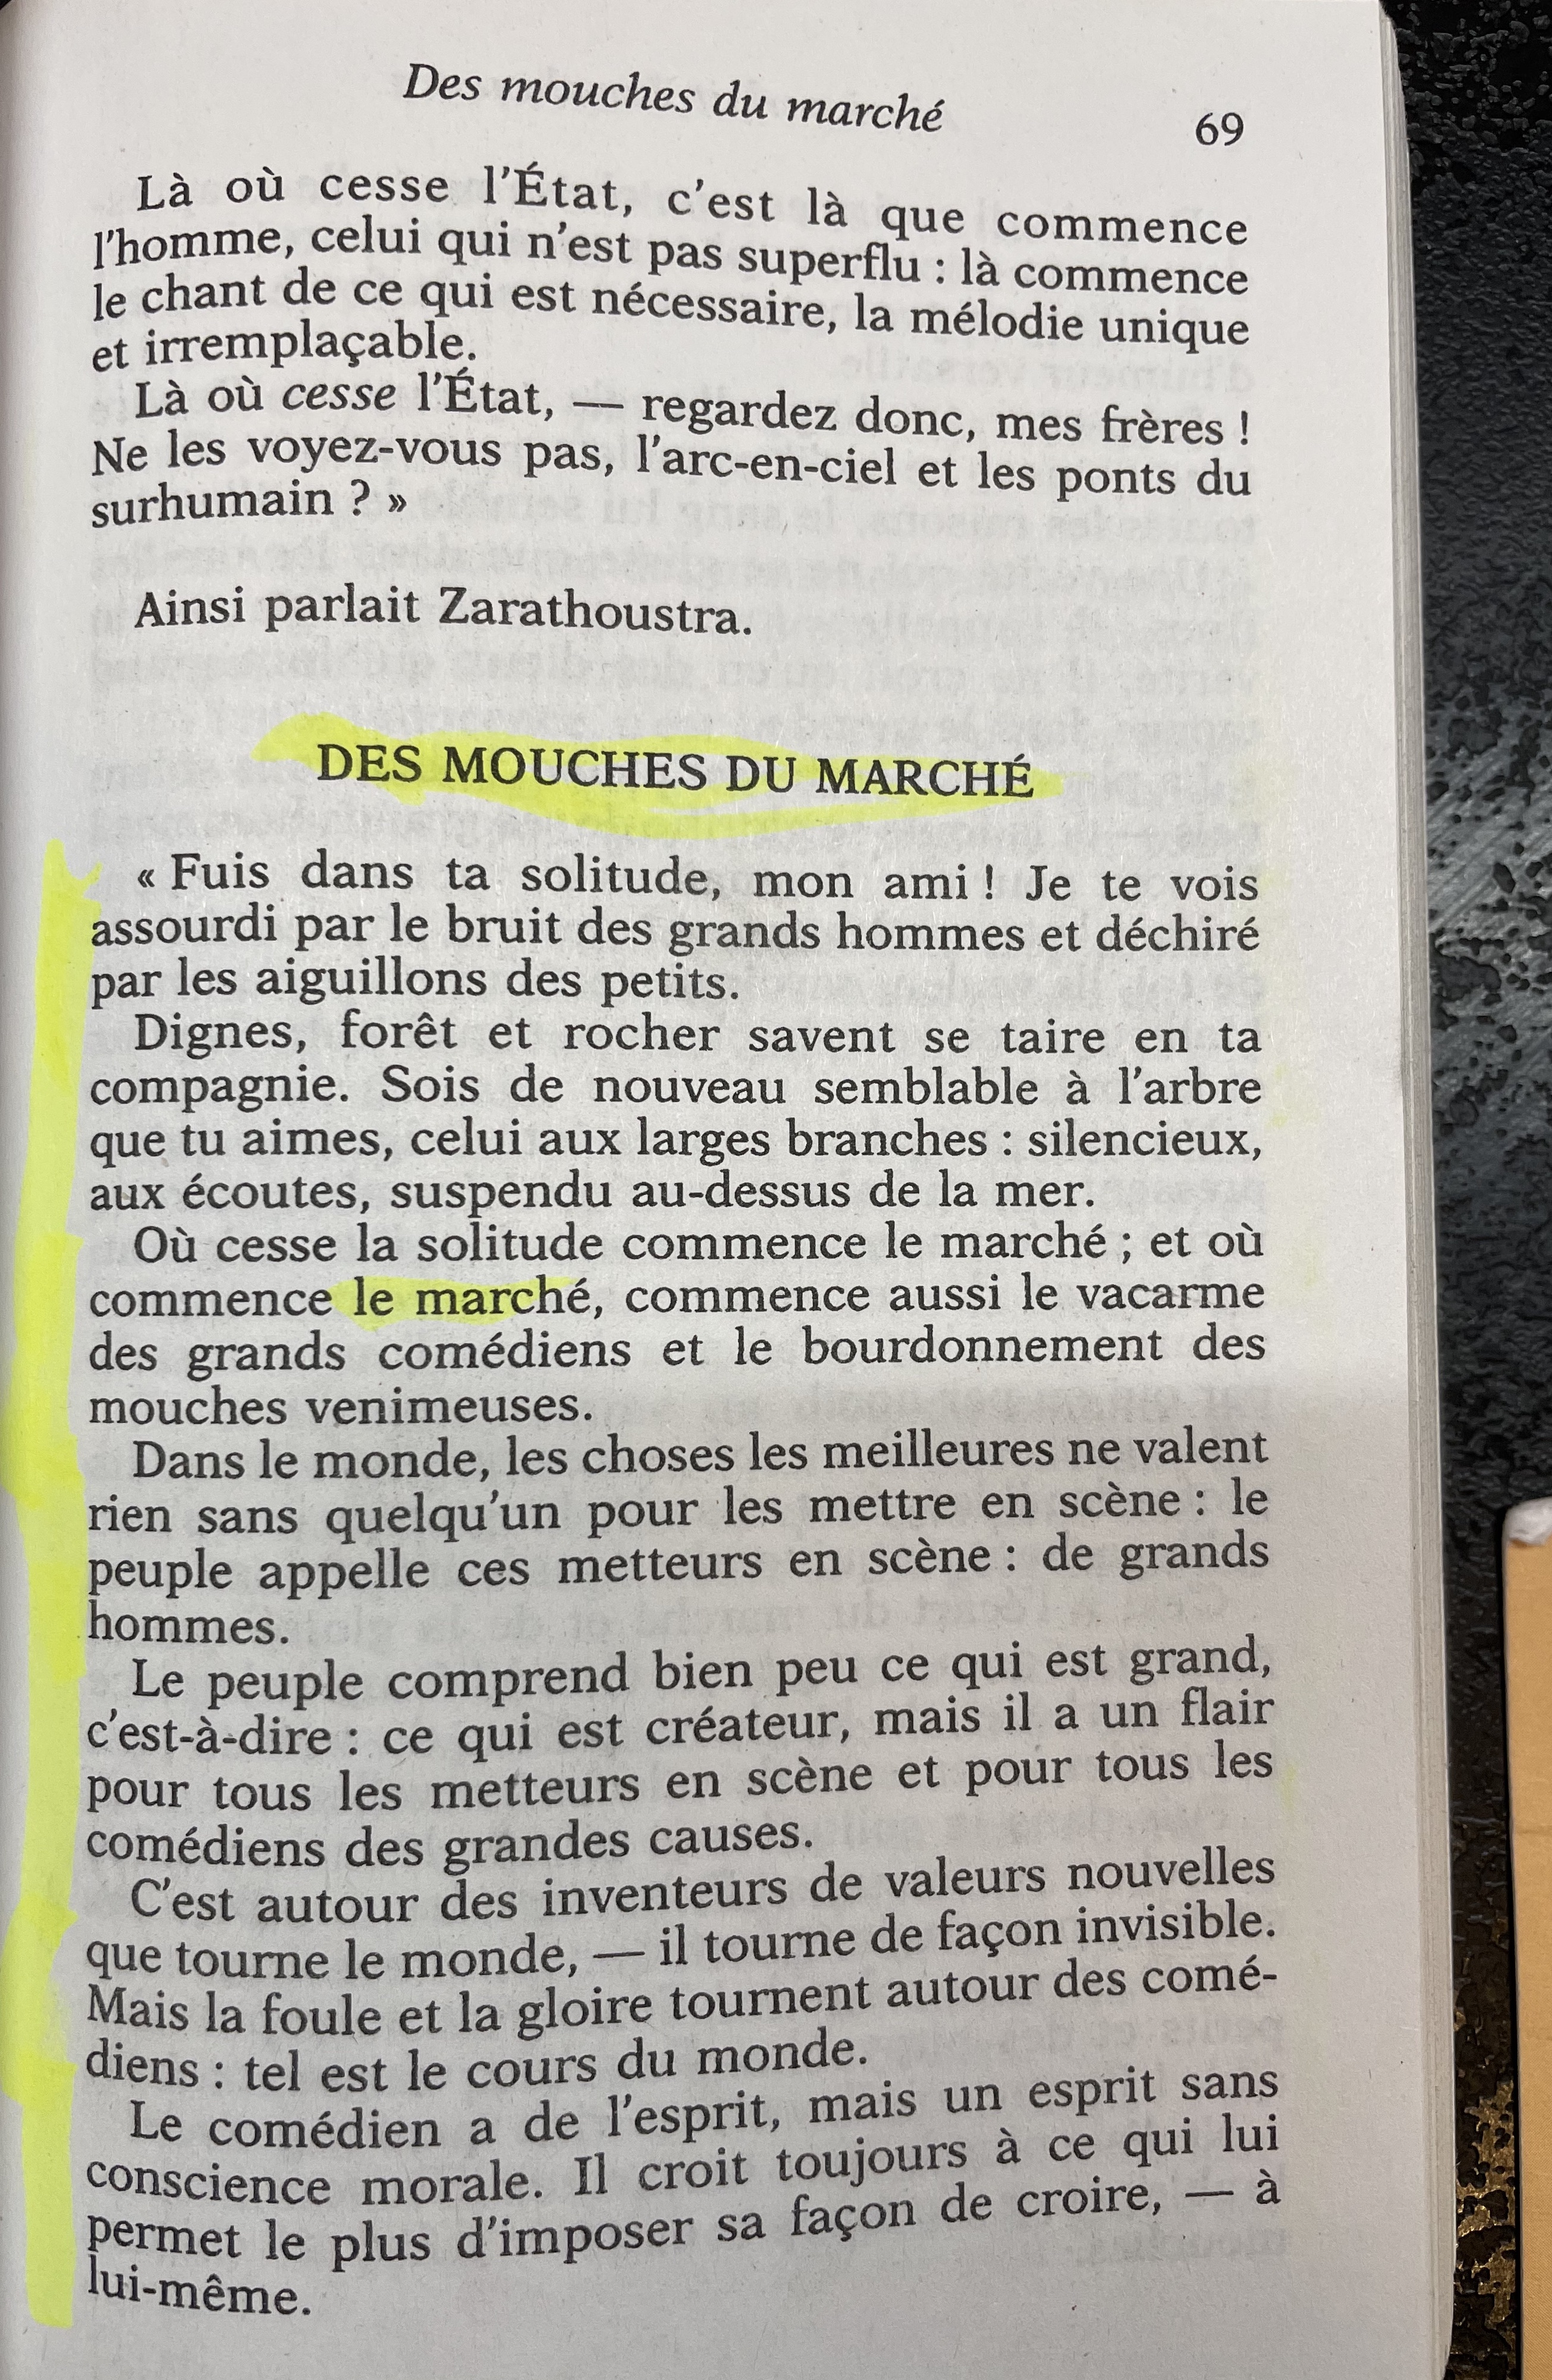 Des mouches du marché
69
Là où cesse l'État, c'est là que commence
l'homme, celui qui n'est pas superflu : là commence
le chant de ce qui est nécessaire, la mélodie unique
et irremplaçable.
Là où cesse l'État, — regardez donc, mes frères !
Ne les voyez-vous pas, l'arc-en-ciel et les ponts du
surhumain ? »
Ainsi parlait Zarathoustra.
DES MOUCHES DU MARCHÉ
« Fuis dans ta solitude, mon ami ! Je te vois
assourdi par le bruit des grands hommes et déchiré
par les aiguillons des petits.
Dignes, forêt et rocher savent se taire en ta
compagnie. Sois de nouveau semblable à l'arbre
que tu aimes, celui aux larges branches : silencieux,
aux écoutes, suspendu au-dessus de la mer.
Où cesse la solitude commence le marché ; et où
commence le marché, commence aussi le vacarme
des grands comédiens et le bourdonnement des
mouches venimeuses.
Dans le monde, les choses les meilleures ne valent
rien sans quelqu'un pour les mettre en scène : le
peuple appelle ces metteurs en scène : de grands
hommes.
Le peuple comprend bien peu ce qui est grand,
c'est-à-dire : ce qui est créateur, mais il a un flair
pour tous les metteurs en scène et pour tous les
comédiens des grandes causes.
C'est autour des inventeurs de valeurs nouvelles
que tourne le monde, — il tourne de façon invisible.
Mais la foule et la gloire tournent autour des comé-
diens : tel est le cours du monde.
Le comédien a de l'esprit, mais un esprit sans
conscience morale. Il croit toujours à ce qui lui
permet le plus d'imposer sa façon de croire, — à
lui-même.